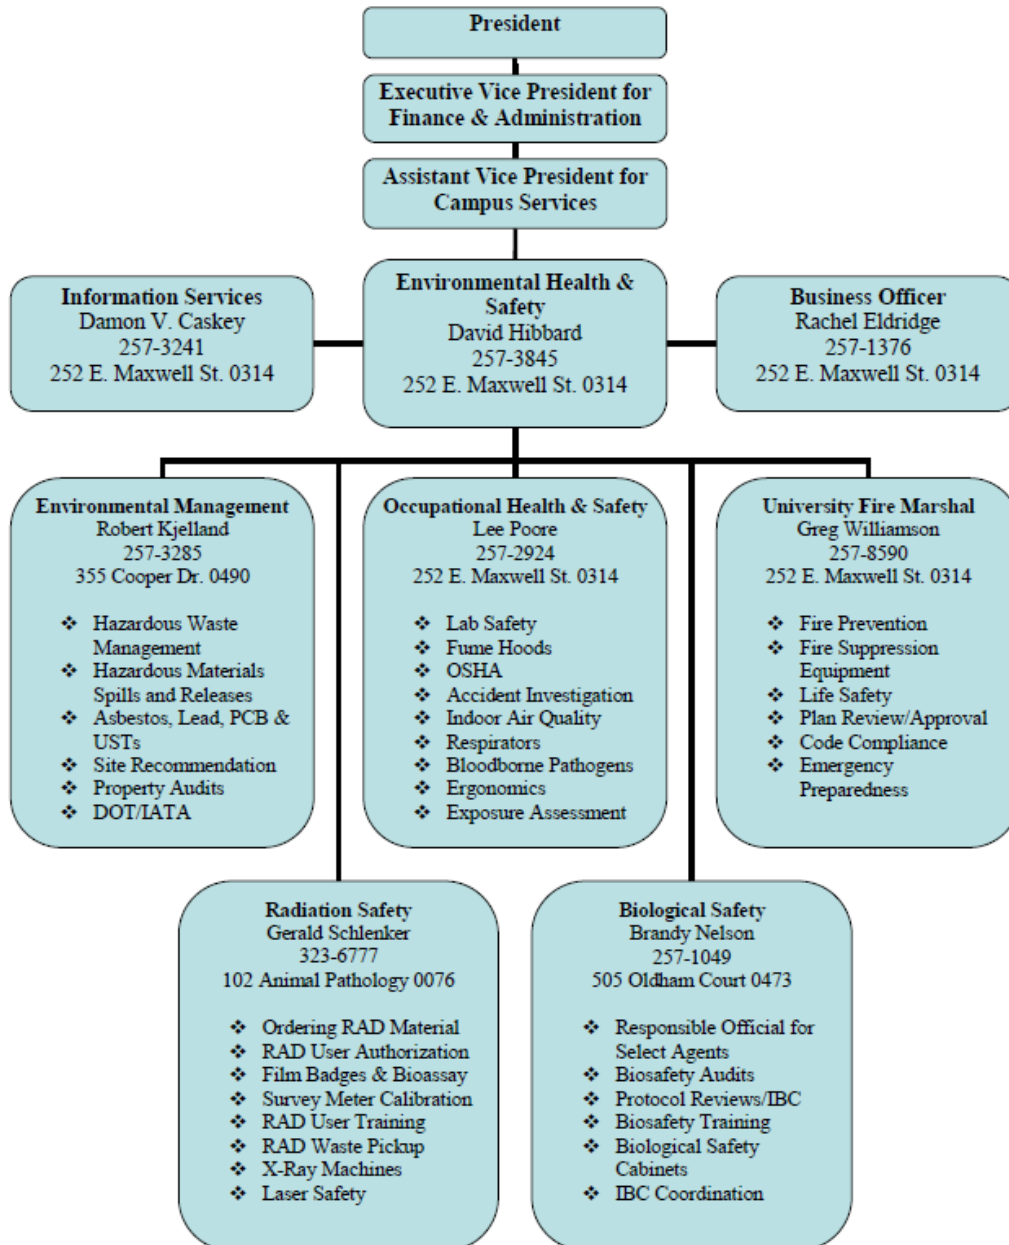 President
Executive Vice President for
Finance & Administration
Assistant Vice President for
Campus Services
Information Services
Damon V. Caskey
257-3241
252 E. Maxwell St. 0314
Environmental Health &
Safety
David Hibbard
257-3845
252 E. Maxwell St. 0314
Business Officer
Rachel Eldridge
257-1376
252 E. Maxwell St. 0314
Environmental Management
Robert Kjelland
257-3285
355 Cooper Dr. 0490
❖ Hazardous Waste
Management
❖ Hazardous Materials
Spills and Releases
❖ Asbestos, Lead, PCB &
USTs
❖ Site Recommendation
❖ Property Audits
❖ DOT/IATA
Occupational Health & Safety
Lee Poore
257-2924
252 E. Maxwell St. 0314
❖ Lab Safety
❖ Fume Hoods
❖ OSHA
❖ Accident Investigation
❖ Indoor Air Quality
❖ Respirators
❖ Bloodborne Pathogens
❖ Ergonomics
❖ Exposure Assessment
University Fire Marshal
Greg Williamson
257-8590
252 E. Maxwell St. 0314
❖ Fire Prevention
❖ Fire Suppression
Equipment
❖ Life Safety
❖ Plan Review/Approval
❖ Code Compliance
❖ Emergency
Preparedness
Radiation Safety
Gerald Schlenker
323-6777
102 Animal Pathology 0076
❖ Ordering RAD Material
❖ RAD User Authorization
❖ Film Badges & Bioassay
❖ Survey Meter Calibration
❖ RAD User Training
❖ RAD Waste Pickup
❖ X-Ray Machines
❖ Laser Safety
Biological Safety
Brandy Nelson
257-1049
505 Oldham Court 0473
❖ Responsible Official for
Select Agents
❖ Biosafety Audits
❖ Protocol Reviews/IBC
❖ Biosafety Training
❖ Biological Safety
Cabinets
❖ IBC Coordination